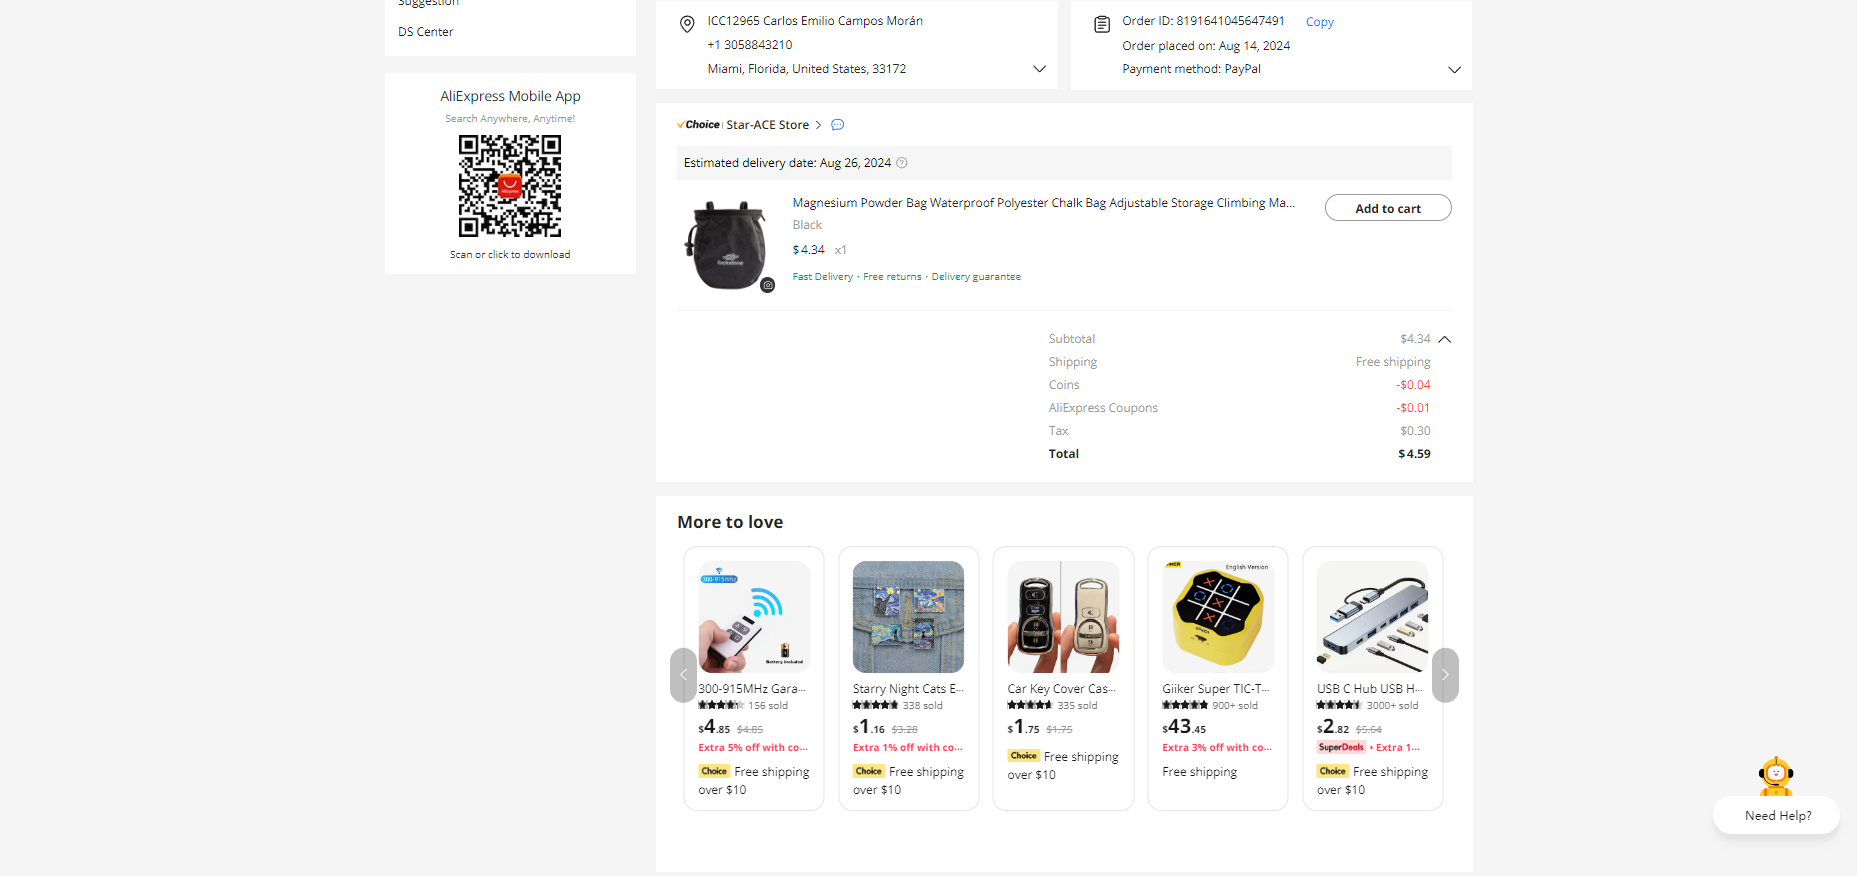 Suggestion
DS Center
AliExpress Mobile App
Search Anywhere, Anytime!
AliExpress
Scan or click to download
ICC12965 Carlos Emilio Campos Morán
+1 3058843210
Miami, Florida, United States, 33172
Order ID: 8191641045647491 Copy
Order placed on: Aug 14, 2024
Payment method: PayPal
Choice | Star-ACE Store
Estimated delivery date: Aug 26, 2024
Magnesium Powder Bag Waterproof Polyester Chalk Bag Adjustable Storage Climbing Ma...
Add to cart
Black
$4.34 x1
Fast Delivery · Free returns · Delivery guarantee
Subtotal $4.34
Shipping Free shipping
Coins -$0.04
AliExpress Coupons -$0.01
Tax $0.30
Total $4.59
More to love
300-915mhz
Battery Included
300-915MHz Gara...
156 sold
$4.85 $4.85
Extra 5% off with co...
Choice Free shipping
over $10
Starry Night Cats E...
338 sold
$1.16 $3.28
Extra 1% off with co...
Choice Free shipping
over $10
Car Key Cover Cas...
335 sold
$1.75 $1.75
Choice Free shipping
over $10
English Version
Giiker Super TIC-T...
900+ sold
$43.45
Extra 3% off with co...
Free shipping
USB C Hub USB H...
3000+ sold
$2.82 $5.64
SuperDeals • Extra 1...
Choice Free shipping
over $10
Need Help?